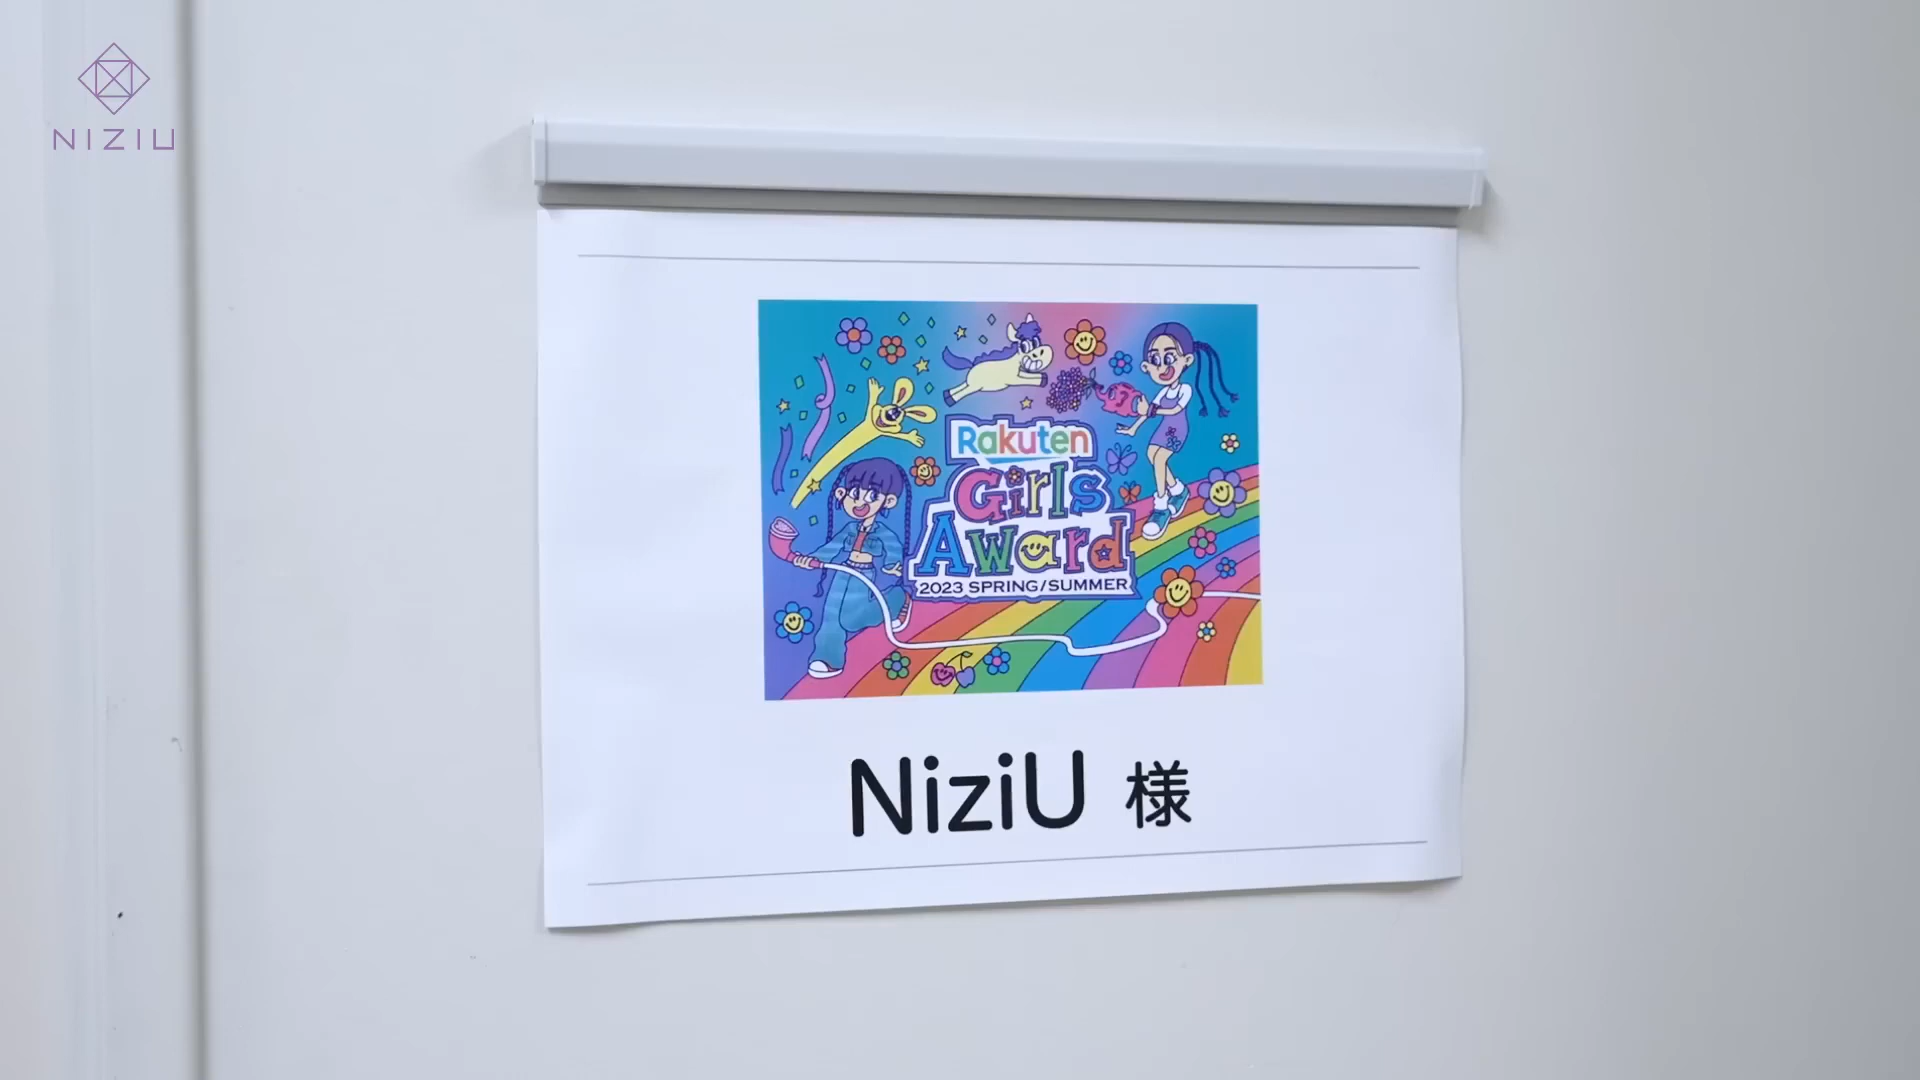 NIZIU
Rakuten
Girls
Award
2023 SPRING/SUMMER
NiziU 様